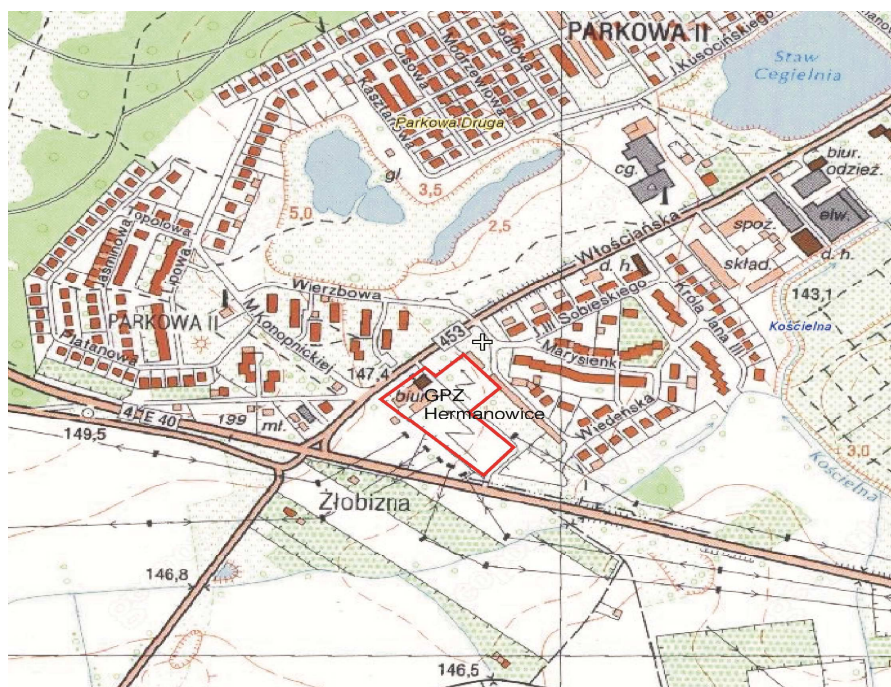 PARKOWA II
Jodłowa
Modrzewiowa
Cisowa
Kasztanowa
J.Kusocińskiego
Staw
Cegielnia
Parkowa Druga
gl.
3,5
5,0
2,5
cg.
biur.
odzież.
elw.
spoż.
skład.
d. h.
Włościańska
d. h.
143,1
Kościelna
Topolowa
Jaśminowa
Lipowa
Wierzbowa
J.III Sobieskiego
Króla Jana III
PARKOWA II
M.Konopnickiej
453
Marysieńki
Platanowa
147,4
biur
GPZ
Hermanowice
Wiedeńska
4/E 40
199
mł.
149,5
3,0
Kościelna
Żłobizna
146,8
146,5